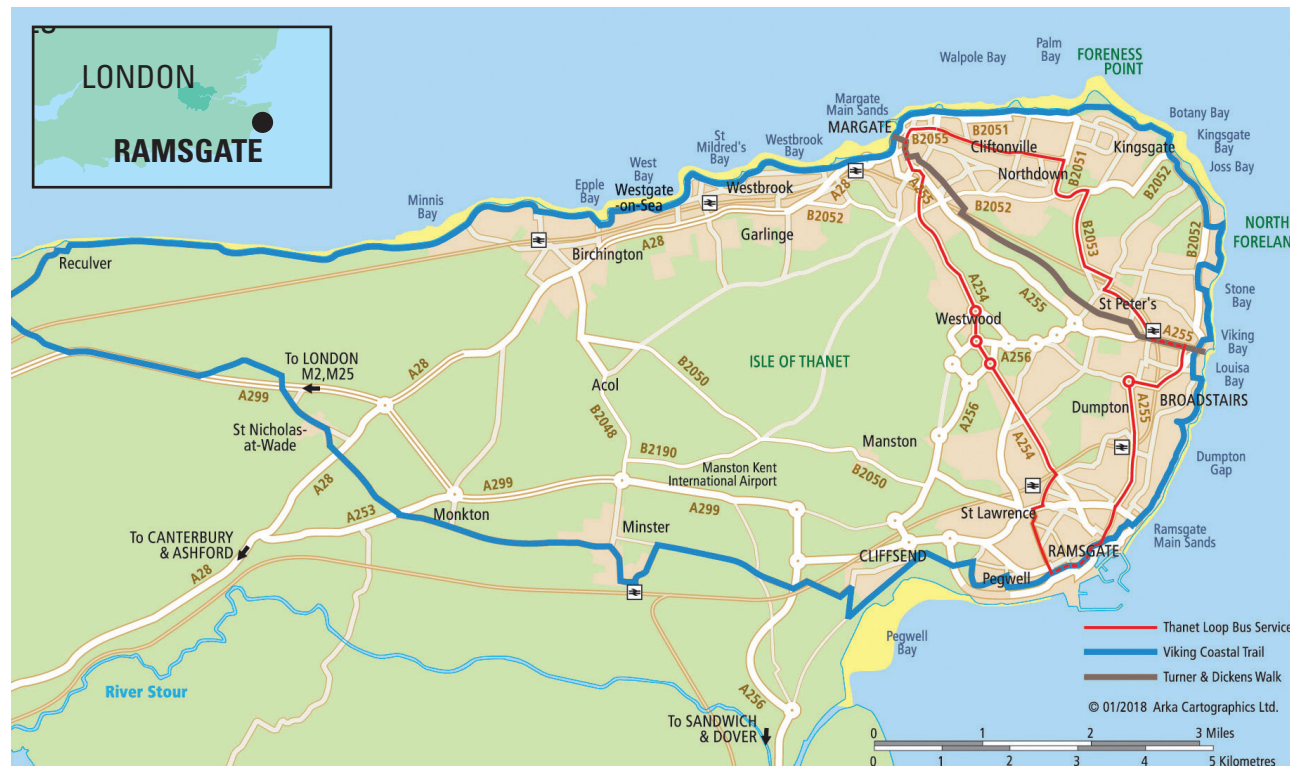 LONDON
RAMSGATE
Walpole Bay
Palm
Bay
FORENESS
POINT
Botany Bay
Kingsgate
Bay
Joss Bay
NORTH
FORELAN
Stone
Bay
Viking
Bay
Louisa
Bay
BROADSTAIRS
Dumpton
Gap
Ramsgate
Main Sands
Margate
Main Sands
MARGATE
Westbrook
Bay
St
Mildred's
Bay
West
Bay
Westgate
-on-Sea
Epple
Bay
Minnis
Bay
Reculver
Birchington
Westbrook
Garlinge
A28
A28
B2052
A255
B2055
B2051
Cliftonville
Northdown
B2051
Kingsgate
B2052
B2052
B2052
B2053
St Peter's
A255
A255
A254
Westwood
A256
A256
ISLE OF THANET
Dumpton
A255
A254
Manston
B2050
B2050
Acol
B2048
B2190
Manston Kent
International Airport
A299
A299
A299
A28
To LONDON
M2,M25
St Nicholas-
at-Wade
A28
A253
Monkton
Minster
To CANTERBURY
& ASHFORD
A28
St Lawrence
RAMSGATE
CLIFFSEND
Pegwell
Pegwell
Bay
River Stour
A256
To SANDWICH
& DOVER
Thanet Loop Bus Service
Viking Coastal Trail
Turner & Dickens Walk
© 01/2018 Arka Cartographics Ltd.
0 1 2 3 Miles
0 1 2 3 4 5 Kilometres